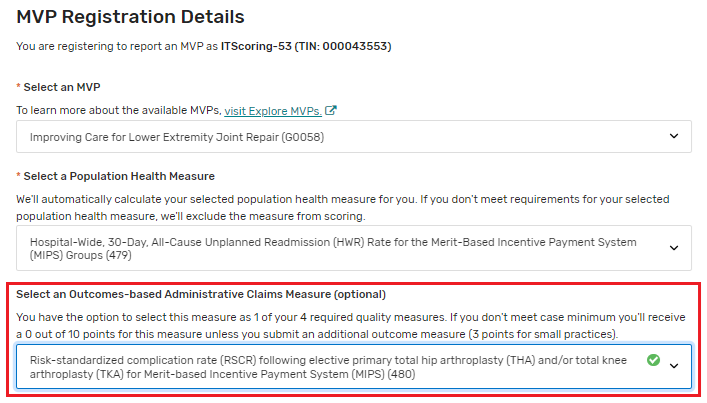 MVP Registration Details
You are registering to report an MVP as ITScoring-53 (TIN: 000043553)
* Select an MVP
To learn more about the available MVPs, visit Explore MVPs.
Improving Care for Lower Extremity Joint Repair (G0058)
* Select a Population Health Measure
We'll automatically calculate your selected population health measure for you. If you don't meet requirements for your selected
population health measure, we'll exclude the measure from scoring.
Hospital-Wide, 30-Day, All-Cause Unplanned Readmission (HWR) Rate for the Merit-Based Incentive Payment System
(MIPS) Groups (479)
Select an Outcomes-based Administrative Claims Measure (optional)
You have the option to select this measure as 1 of your 4 required quality measures. If you don't meet case minimum you'll receive
a 0 out of 10 points for this measure unless you submit an additional outcome measure (3 points for small practices).
Risk-standardized complication rate (RSCR) following elective primary total hip arthroplasty (THA) and/or total knee
arthroplasty (TKA) for Merit-based Incentive Payment System (MIPS) (480)